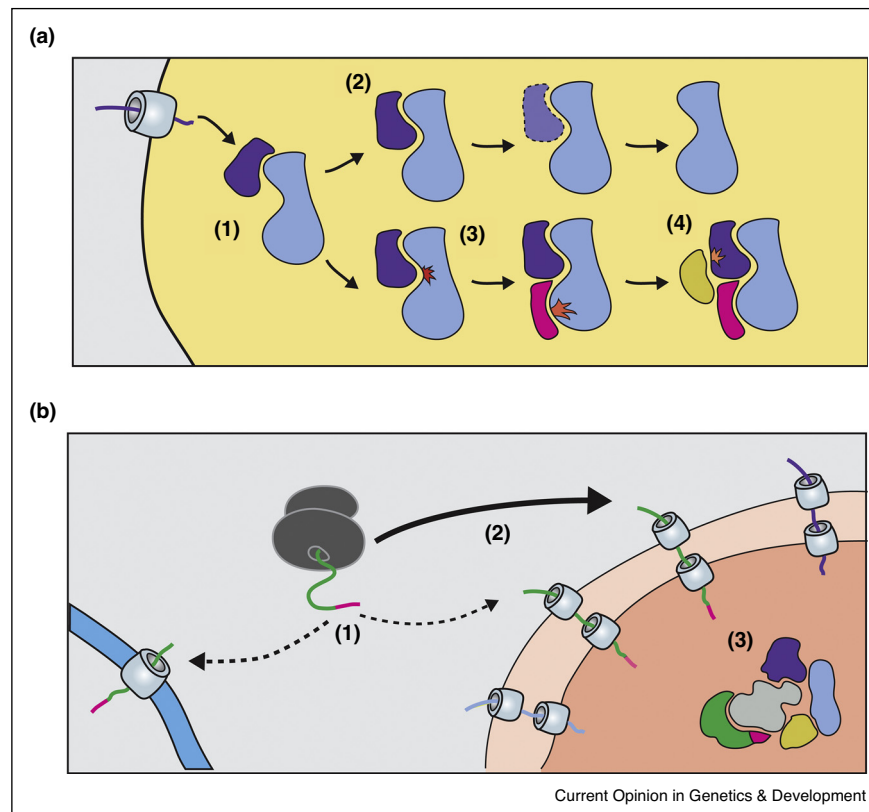 (a)
(2)
(1)
(3)
(4)
(b)
(2)
(1)
(3)
Current Opinion in Genetics & Development